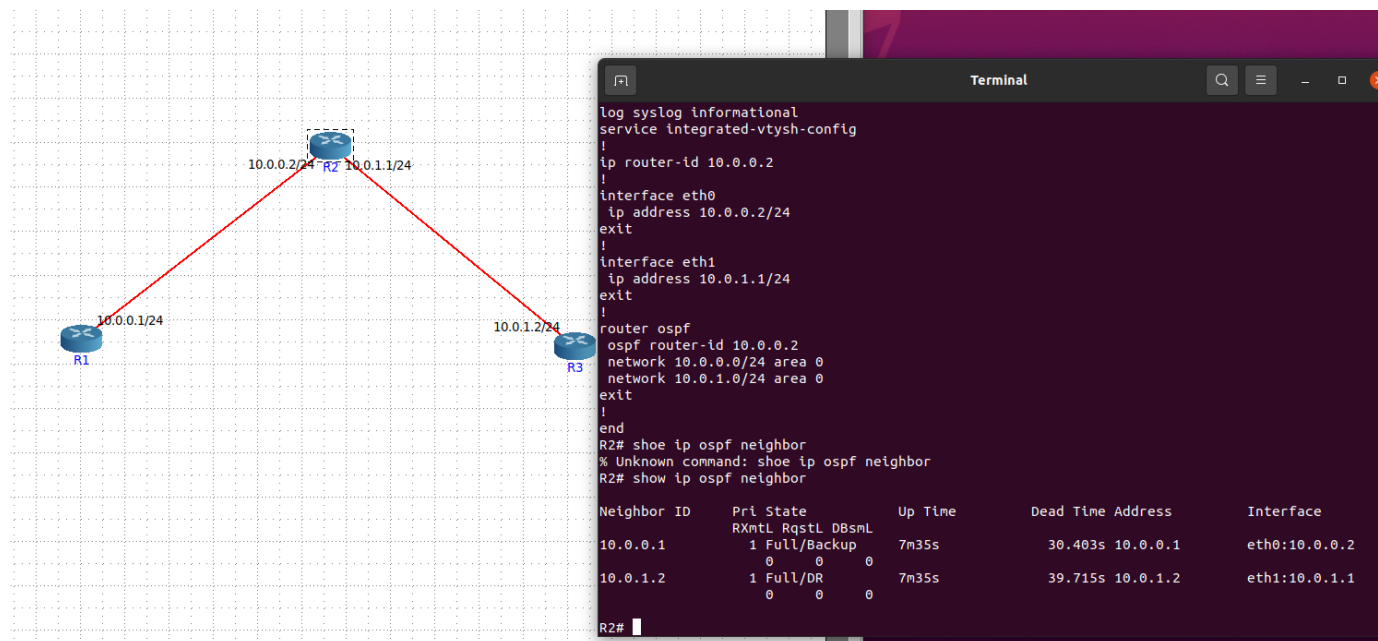 10.0.0.2/24
R2
10.0.1.1/24
10.0.0.1/24
R1
10.0.1.2/24
R3
Terminal
log syslog informational
service integrated-vtysh-config
!
ip router-id 10.0.0.2
!
interface eth0
 ip address 10.0.0.2/24
exit
!
interface eth1
 ip address 10.0.1.1/24
exit
!
router ospf
 ospf router-id 10.0.0.2
 network 10.0.0.0/24 area 0
 network 10.0.1.0/24 area 0
exit
!
end
R2# shoe ip ospf neighbor
% Unknown command: shoe ip ospf neighbor
R2# show ip ospf neighbor
Neighbor ID     Pri State           Up Time         Dead Time Address         Interface
                RXmtL RqstL DBsmL
10.0.0.1          1 Full/Backup     7m35s             30.403s 10.0.0.1        eth0:10.0.0.2
                    0     0     0
10.0.1.2          1 Full/DR         7m35s             39.715s 10.0.1.2        eth1:10.0.1.1
                    0     0     0
R2#